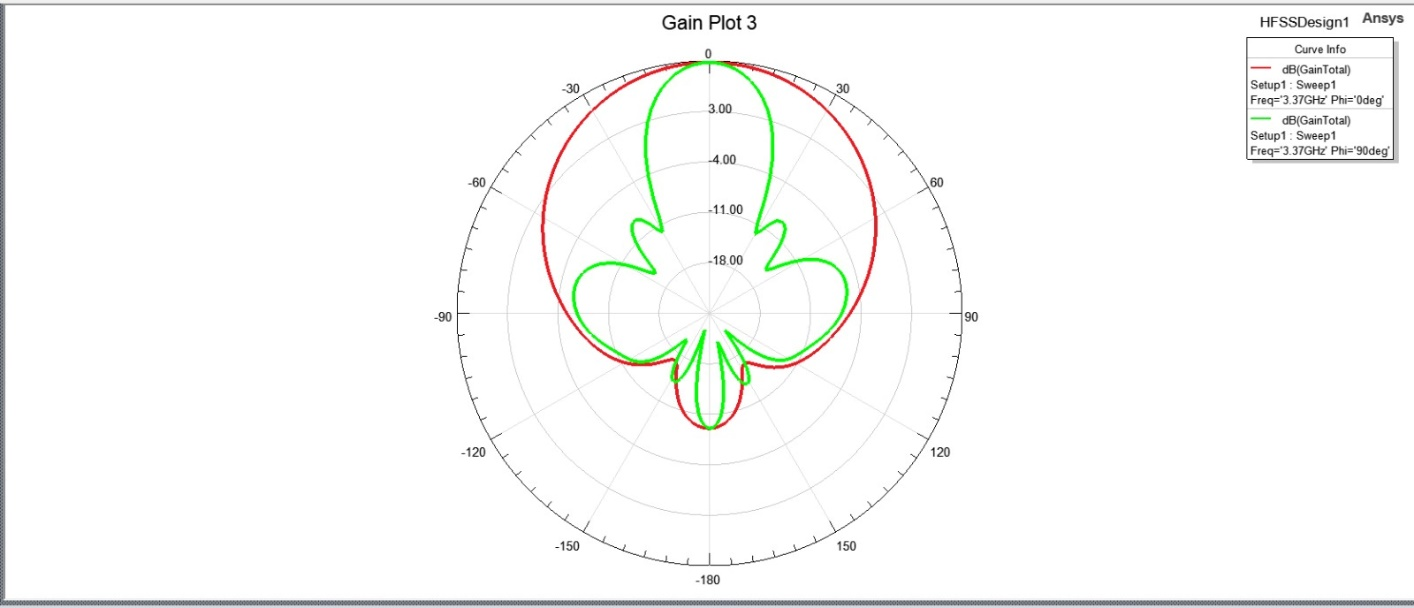 Gain Plot 3
HFSSDesign1
Ansys
Curve Info
dB(GainTotal)
Setup1 : Sweep1
Freq='3.37GHz' Phi='0deg'
dB(GainTotal)
Setup1 : Sweep1
Freq='3.37GHz' Phi='90deg'
0
-30
30
3.00
-4.00
-60
60
-11.00
-18.00
-90
90
-120
120
-150
150
-180